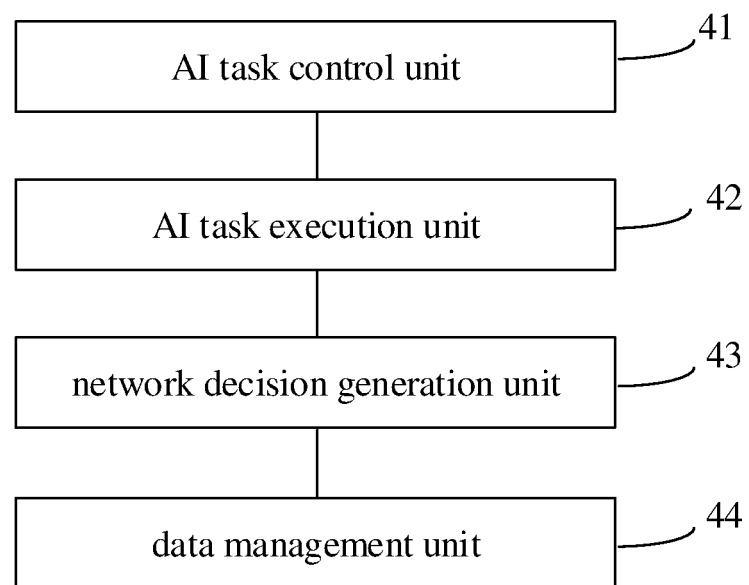 41
AI task control unit
42
AI task execution unit
43
network decision generation unit
44
data management unit